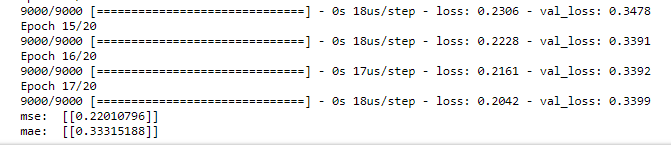 9000/9000 [==============================] - 0s 18us/step - loss: 0.2306 - val_loss: 0.3478
Epoch 15/20
9000/9000 [==============================] - 0s 18us/step - loss: 0.2228 - val_loss: 0.3391
Epoch 16/20
9000/9000 [==============================] - 0s 17us/step - loss: 0.2161 - val_loss: 0.3392
Epoch 17/20
9000/9000 [==============================] - 0s 18us/step - loss: 0.2042 - val_loss: 0.3399
mse:  [[0.22010796]]
mae:  [[0.33315188]]